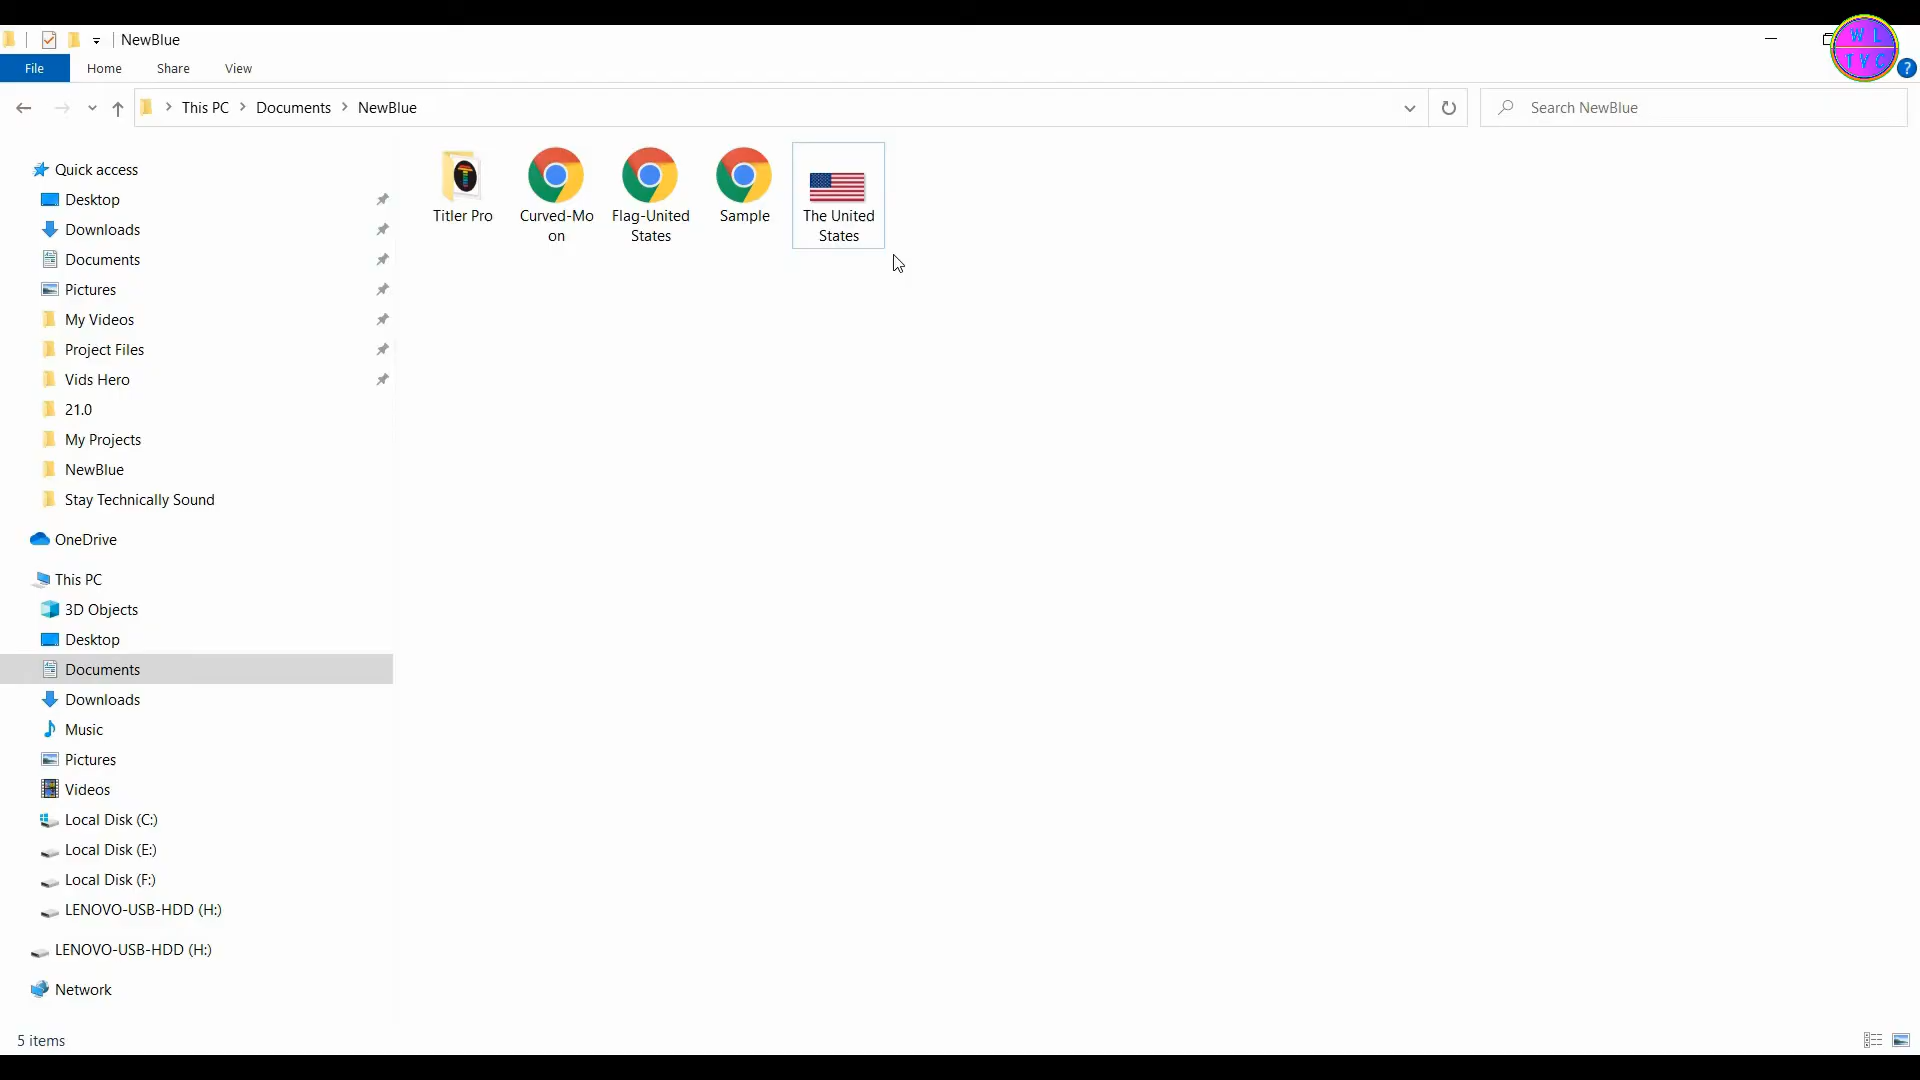 NewBlue
File Home Share View
This PC Documents NewBlue
Search NewBlue
W L
T V C
?
Quick access
Desktop
Downloads
Documents
Pictures
My Videos
Project Files
Vids Hero
21.0
My Projects
NewBlue
Stay Technically Sound
OneDrive
This PC
3D Objects
Desktop
Documents
Downloads
Music
Pictures
Videos
Local Disk (C:)
Local Disk (E:)
Local Disk (F:)
LENOVO-USB-HDD (H:)
LENOVO-USB-HDD (H:)
Network
Titler Pro
Curved-Mo
on
Flag-United
States
Sample
The United
States
5 items